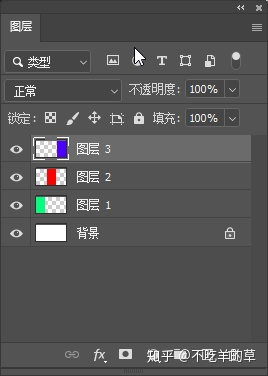 图层
类型
正常 不透明度: 100%
锁定: 填充: 100%
图层 3
图层 2
图层 1
背景
fx
知乎 @不吃羊的草